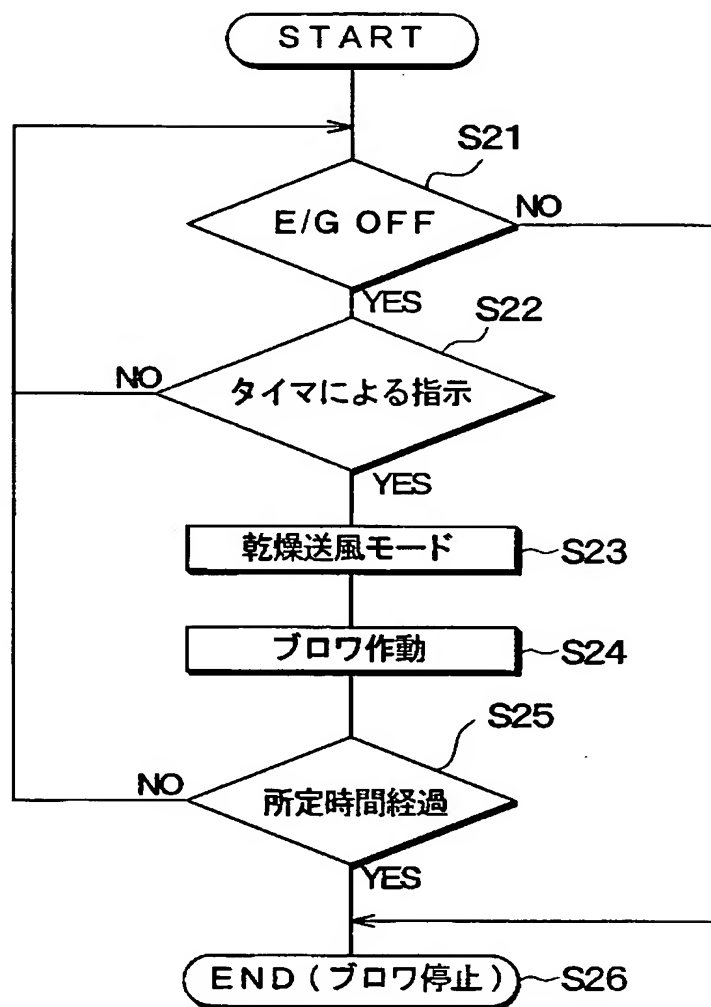 START
S21
E/G OFF
NO
YES
S22
NO
タイマによる指示
YES
乾燥送風モード
S23
ブロワ作動
S24
S25
NO
所定時間経過
YES
END(ブロワ停止)
S26